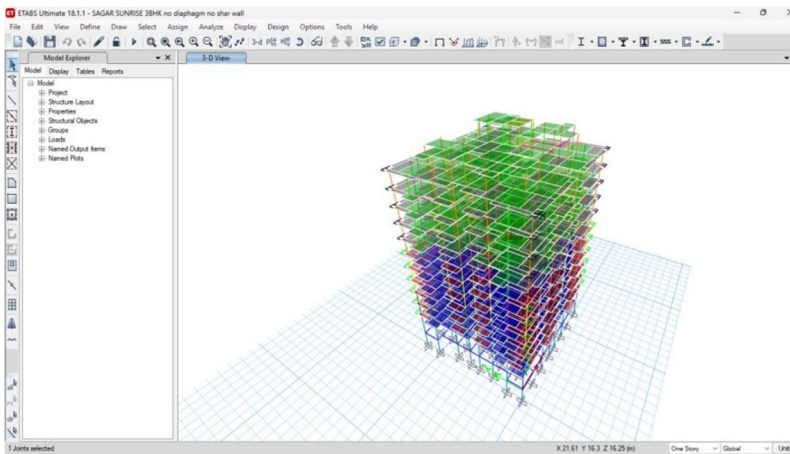 ETABS Ultimate 18.1.1 - SAGAR SUNRISE 3BHK no diaphagm no shar wall
File Edit View Define Draw Select Assign Analyze Display Design Options Tools Help
3-d
Model Explorer
3-D View
Model Display Tables Reports
Model
Project
Structure Layout
Properties
Structural Objects
Groups
Loads
Named Output Items
Named Plots
1 Joints selected
X 21.61 Y 16.3 Z 16.25 (m)
One Story
Global